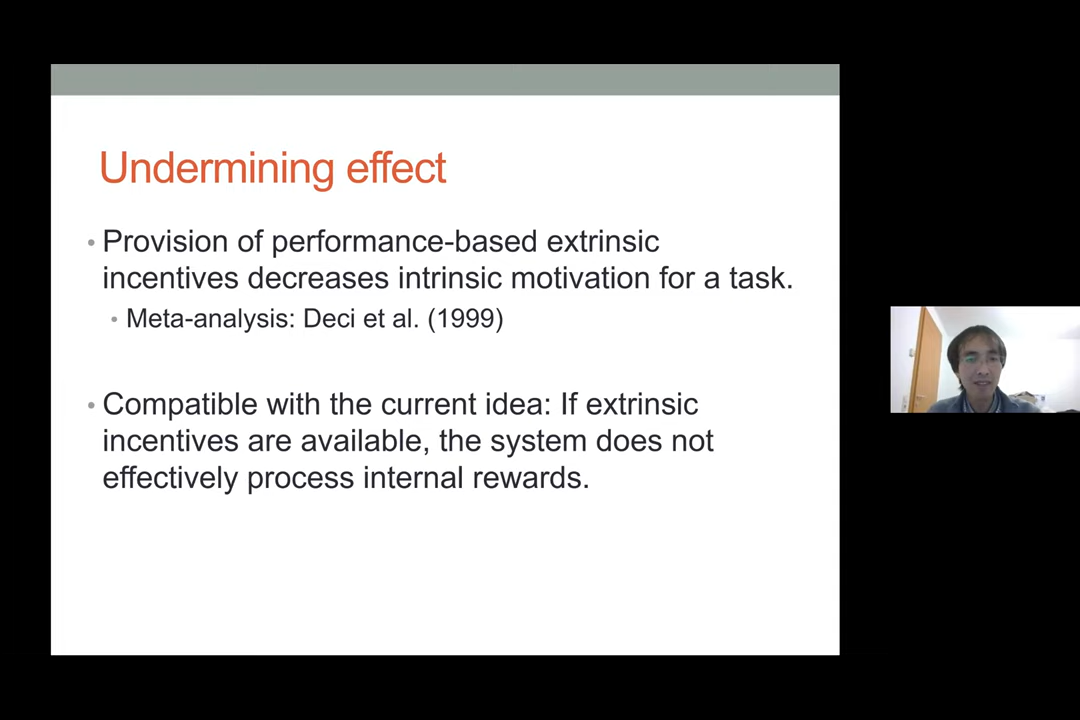 Undermining effect
• Provision of performance-based extrinsic
incentives decreases intrinsic motivation for a task.
• Meta-analysis: Deci et al. (1999)
• Compatible with the current idea: If extrinsic
incentives are available, the system does not
effectively process internal rewards.